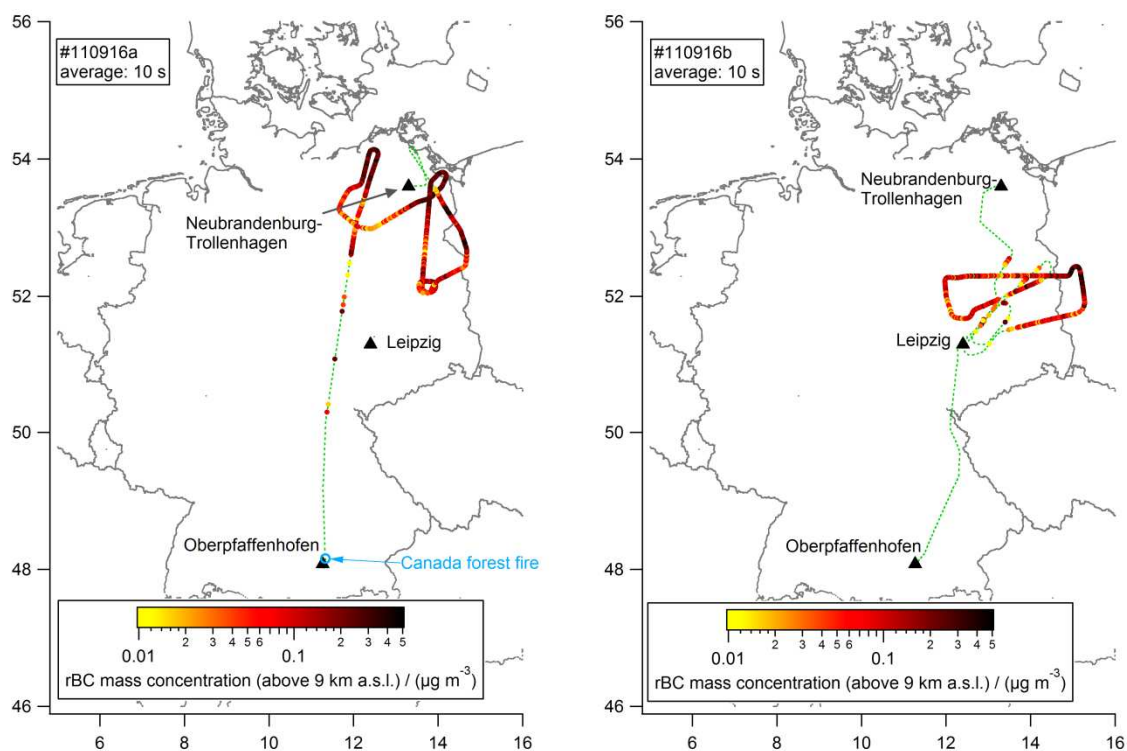 #110916a
average: 10 s
56
54
52
50
48
46
6
8
10
12
14
16
Neubrandenburg-
Trollenhagen
Leipzig
Oberpfaffenhofen
Canada forest fire
2 3 4 5 6 2 3 4 5
0.01 0.1
rBC mass concentration (above 9 km a.s.l.) / (µg m⁻³)
#110916b
average: 10 s
56
54
52
50
48
46
6
8
10
12
14
16
Neubrandenburg-
Trollenhagen
Leipzig
Oberpfaffenhofen
2 3 4 5 6 2 3 4 5
0.01 0.1
rBC mass concentration (above 9 km a.s.l.) / (µg m⁻³)